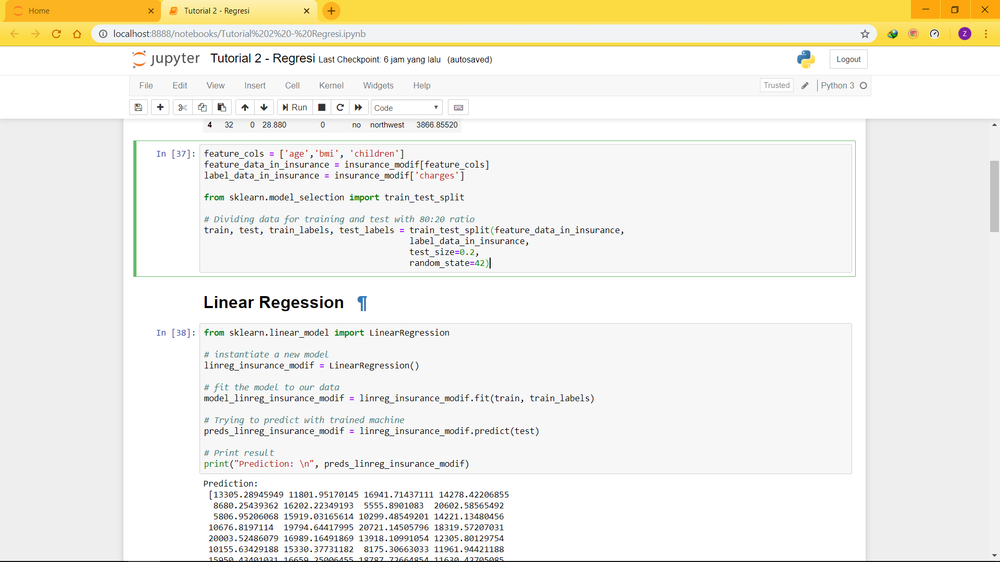 Home
Tutorial 2 - Regresi
localhost:8888/notebooks/Tutorial%202%20-%20Regresi.ipynb
Z
jupyter Tutorial 2 - Regresi Last Checkpoint: 6 jam yang lalu (autosaved)
Logout
File Edit View Insert Cell Kernel Widgets Help
Trusted
Python 3
Run
Code
4 32 0 28.880 0 no northwest 3866.85520
In [37]:
feature_cols = ['age','bmi', 'children']
feature_data_in_insurance = insurance_modif[feature_cols]
label_data_in_insurance = insurance_modif['charges']
from sklearn.model_selection import train_test_split
# Dividing data for training and test with 80:20 ratio
train, test, train_labels, test_labels = train_test_split(feature_data_in_insurance,
label_data_in_insurance,
test_size=0.2,
random_state=42)
Linear Regession ¶
In [38]:
from sklearn.linear_model import LinearRegression
# instantiate a new model
linreg_insurance_modif = LinearRegression()
# fit the model to our data
model_linreg_insurance_modif = linreg_insurance_modif.fit(train, train_labels)
# Trying to predict with trained machine
preds_linreg_insurance_modif = linreg_insurance_modif.predict(test)
# Print result
print("Prediction: \n", preds_linreg_insurance_modif)
Prediction:
[13305.28945949 11801.95170145 16941.71437111 14278.42206855
8680.25439362 16202.22349193 5555.8901083 20602.58565492
5806.95206068 15919.03165614 10299.48549201 14221.13480456
10676.8197114 19794.64417995 20721.14505796 18319.57207031
20003.52486079 16989.16491869 13918.10991054 12305.80129754
10155.63429188 15330.37731182 8175.30663033 11961.94421188
15950.43401031 16659.25006455 18787.72664854 11630.42705085